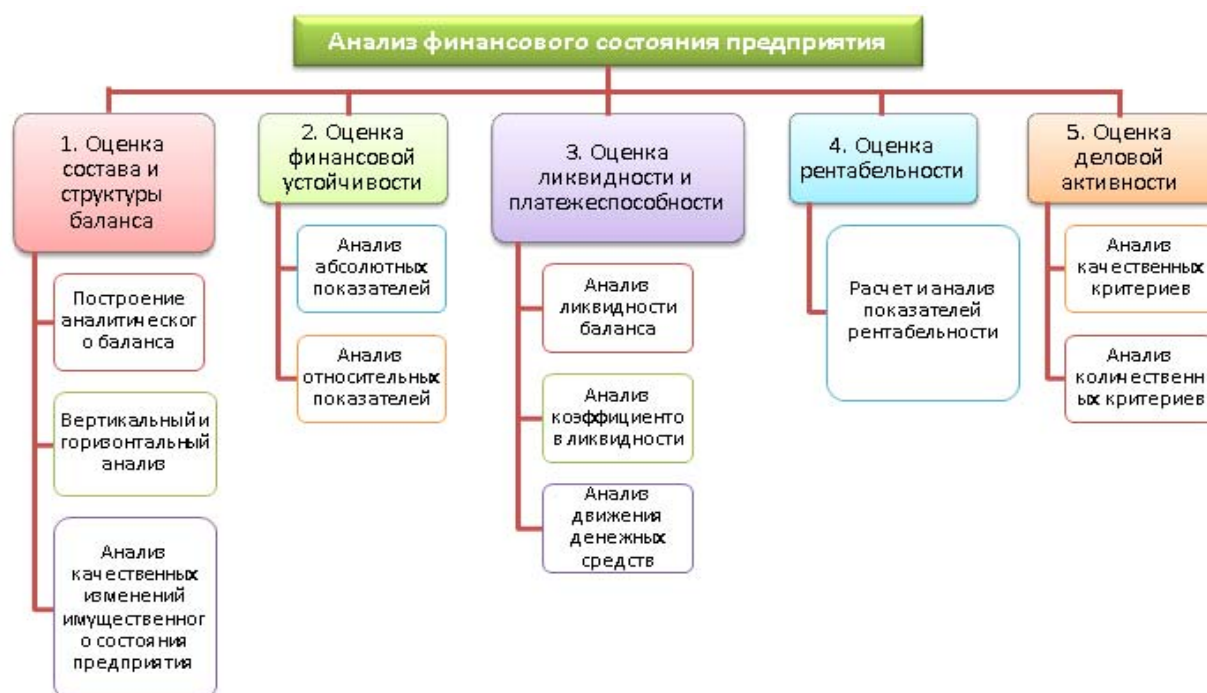 Анализ финансового состояния предприятия
1. Оценка
состава и
структуры
баланса
Построение
аналитическог
о баланса
Вертикальный и
горизонтальный
анализ
Анализ
качественных
изменений
имущественног
о состояния
предприятия
2. Оценка
финансовой
устойчивости
Анализ
абсолютных
показателей
Анализ
относительных
показателей
3. Оценка
ликвидности и
платежеспособности
Анализ
ликвидности
баланса
Анализ
коэффициенто
в ликвидности
Анализ
движения
денежных
средств
4. Оценка
рентабельности
Расчет и анализ
показателей
рентабельности
5. Оценка
деловой
активности
Анализ
качественных
критериев
Анализ
количественн
ых критериев